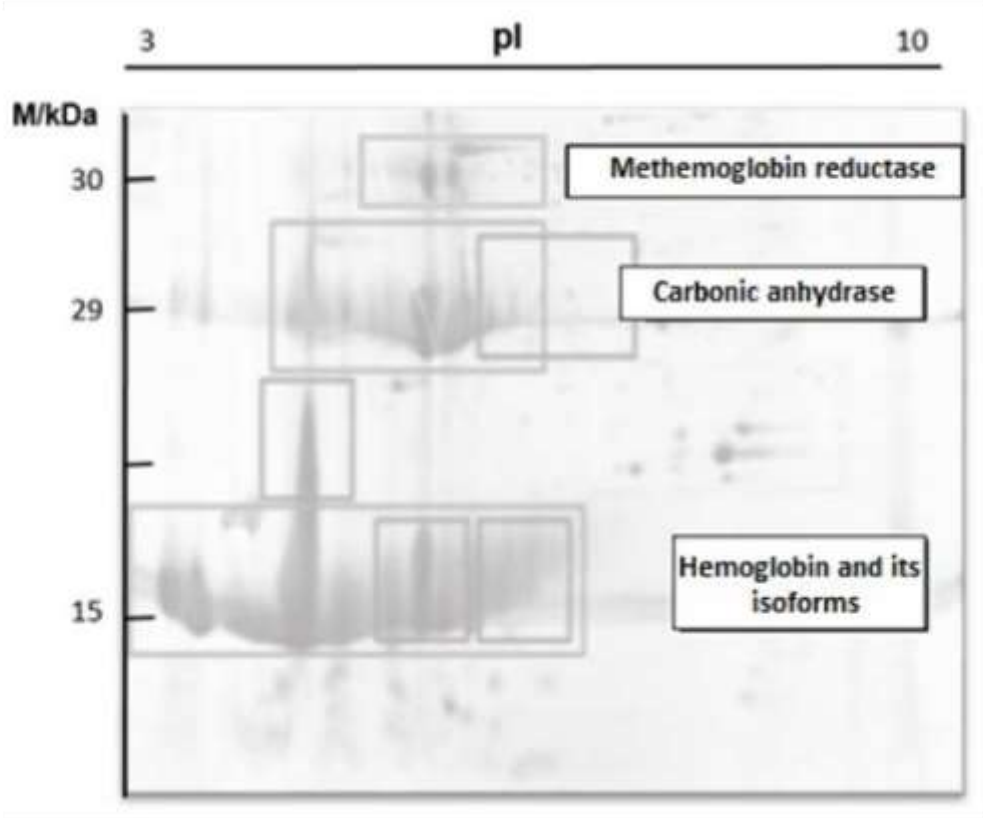 3 pI 10
M/kDa
30
Methemoglobin reductase
29
Carbonic anhydrase
Hemoglobin and its
isoforms
15